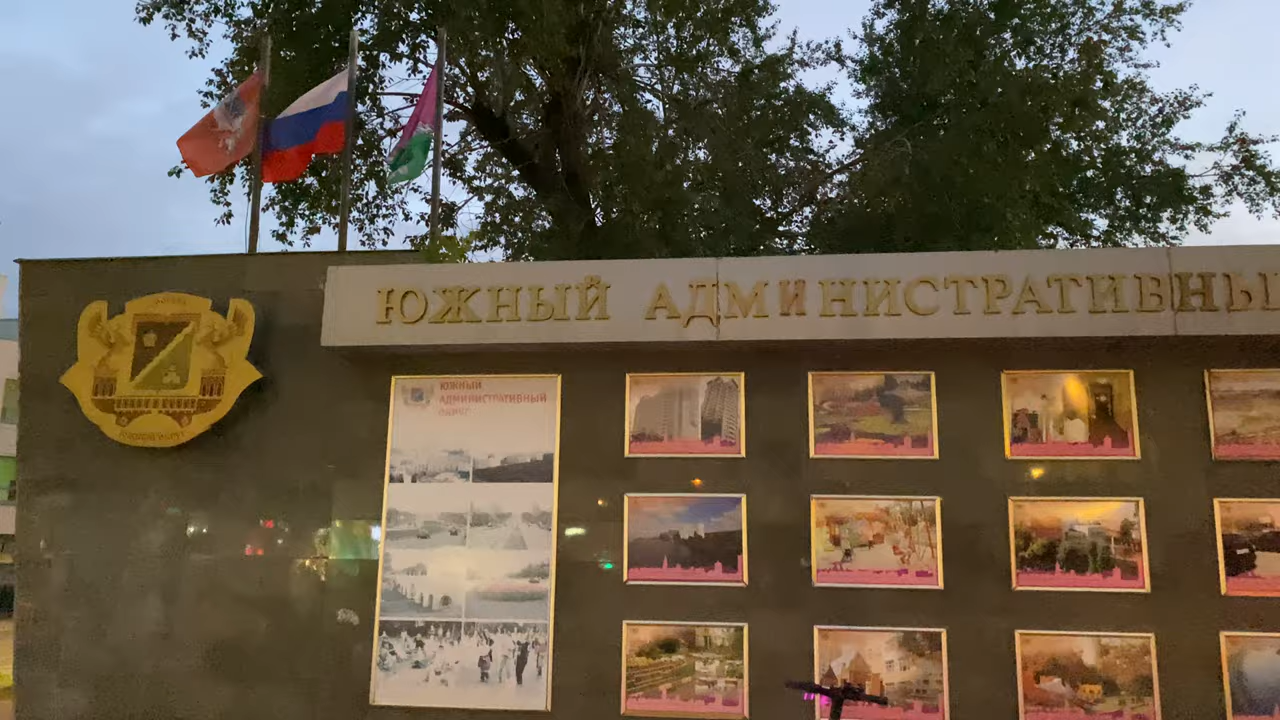 ЮЖНЫЙ АДМИНИСТРАТИВНЫ
ЮЖНЫЙ
АДМИНИСТРАТИВНЫЙ
ОКРУГ